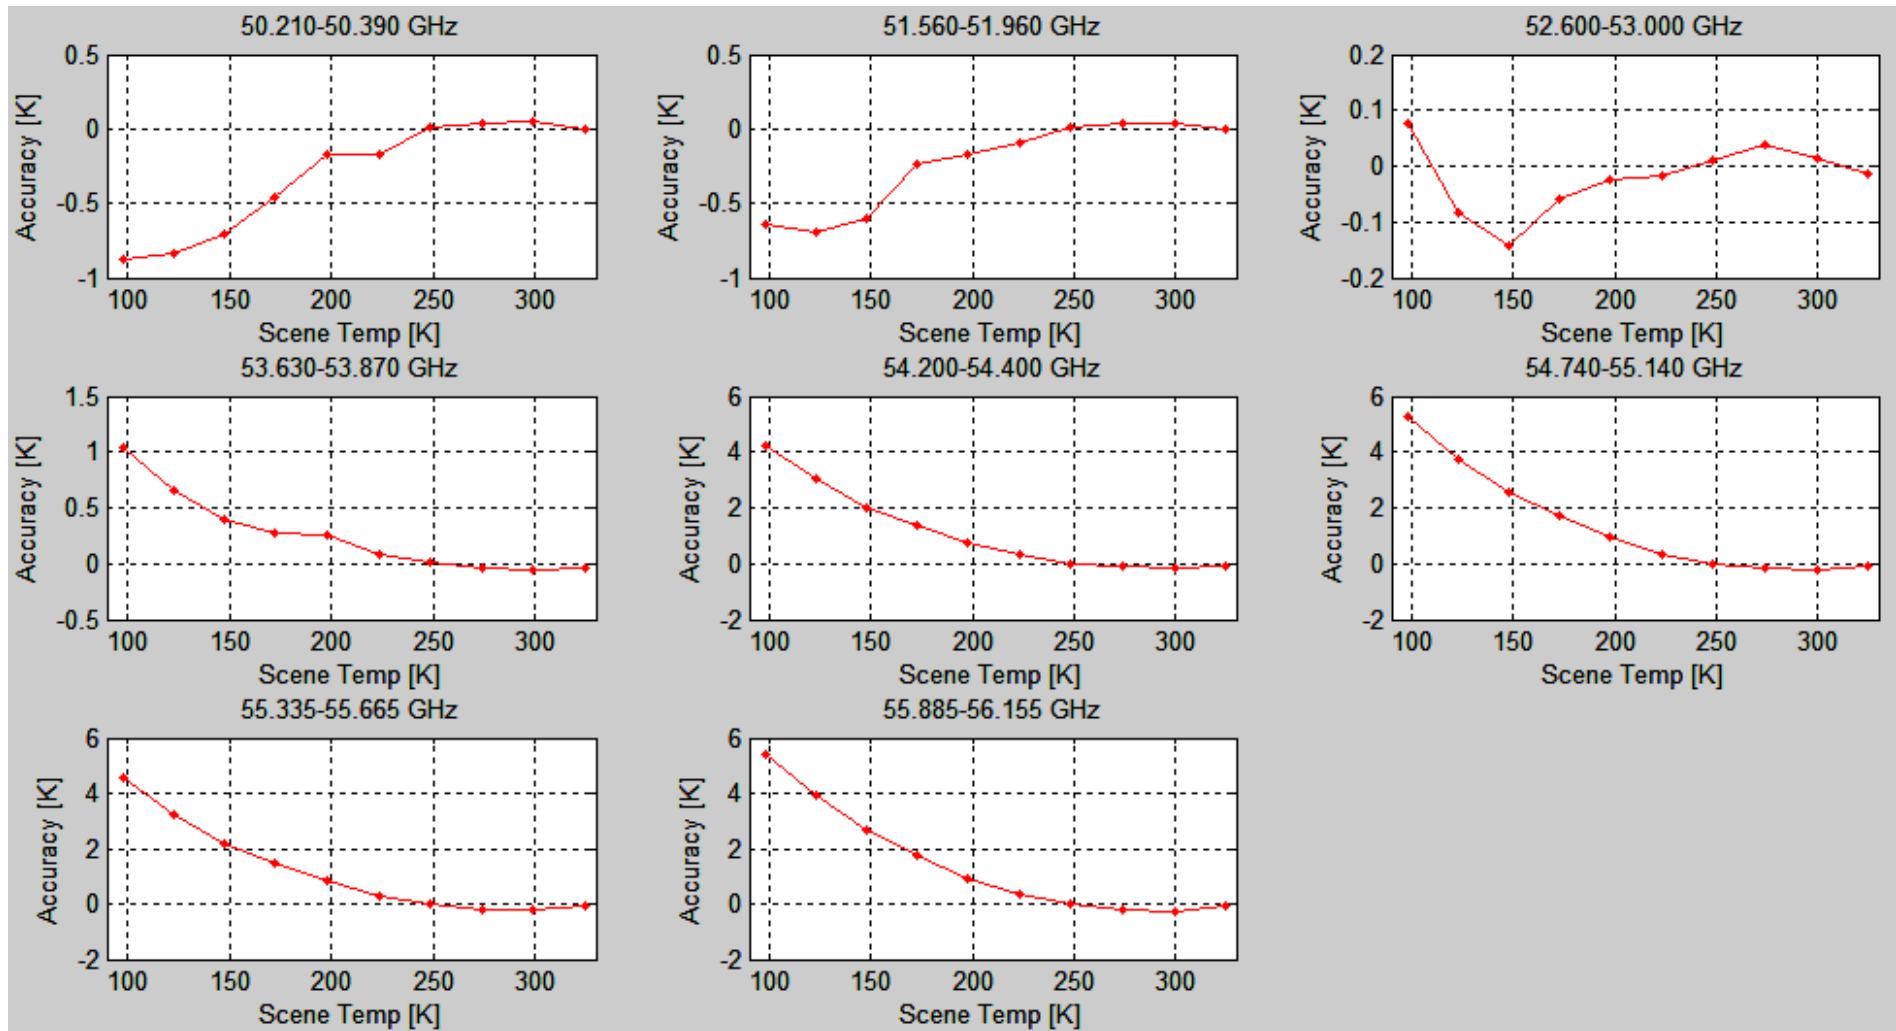 50.210-50.390 GHz
0.5
0
-0.5
-1
Accuracy [K]
100 150 200 250 300
Scene Temp [K]
51.560-51.960 GHz
0.5
0
-0.5
-1
Accuracy [K]
100 150 200 250 300
Scene Temp [K]
52.600-53.000 GHz
0.2
0.1
0
-0.1
-0.2
Accuracy [K]
100 150 200 250 300
Scene Temp [K]
53.630-53.870 GHz
1.5
1
0.5
0
-0.5
Accuracy [K]
100 150 200 250 300
Scene Temp [K]
54.200-54.400 GHz
6
4
2
0
-2
Accuracy [K]
100 150 200 250 300
Scene Temp [K]
54.740-55.140 GHz
6
4
2
0
-2
Accuracy [K]
100 150 200 250 300
Scene Temp [K]
55.335-55.665 GHz
6
4
2
0
-2
Accuracy [K]
100 150 200 250 300
Scene Temp [K]
55.885-56.155 GHz
6
4
2
0
-2
Accuracy [K]
100 150 200 250 300
Scene Temp [K]